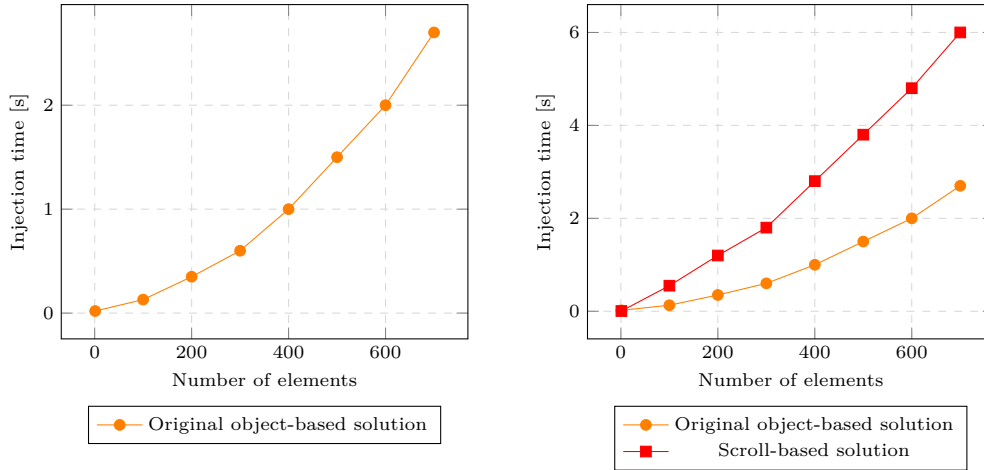 2
1
0
Injection time [s]
0
200
400
600
Number of elements
Original object-based solution
6
4
2
0
Injection time [s]
0
200
400
600
Number of elements
Original object-based solution
Scroll-based solution